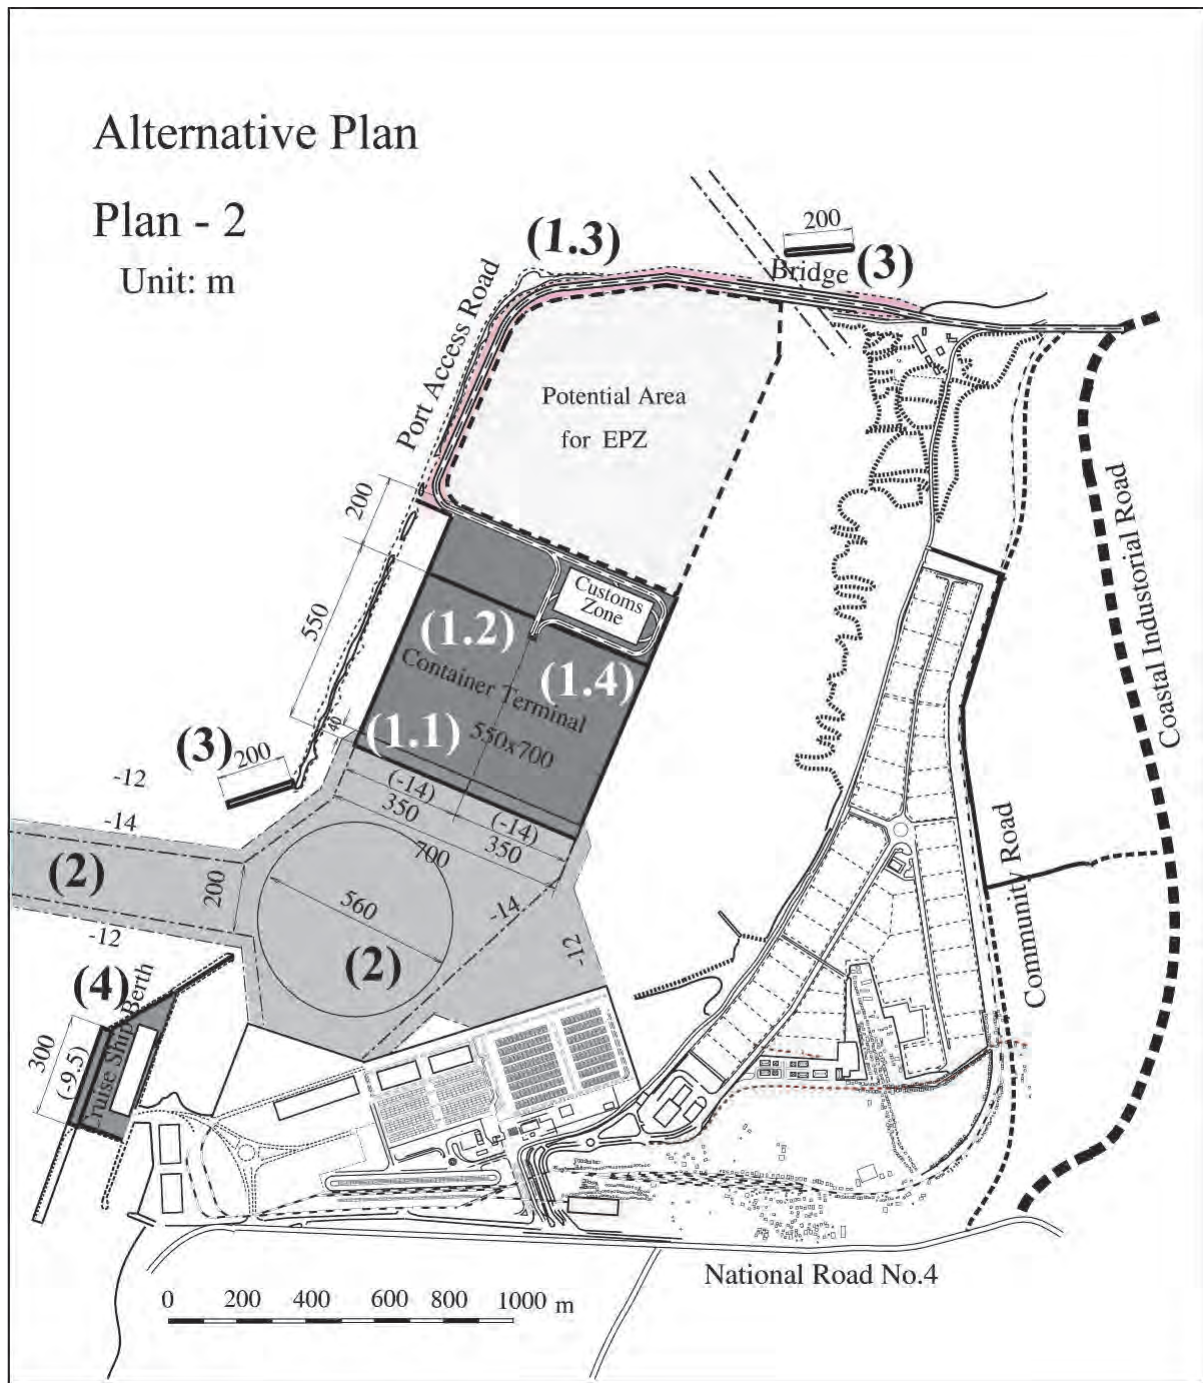 Alternative Plan
Plan - 2
Unit: m
(1.3)
200
Bridge
(3)
Port Access Road
Potential Area
for EPZ
200
550
Customs
Zone
(1.2)
(1.4)
Container Terminal
550x700
(1.1)
40
(3)
200
-12
-14
(-14)
350
(-14)
350
700
(2)
200
560
-14
(2)
-12
-12
(4)
300
(-9.5)
Cruise Ship Berth
Coastal Industorial Road
Community Road
National Road No.4
0 200 400 600 800 1000 m